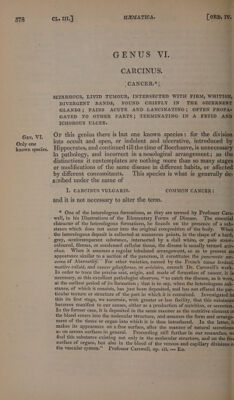 378 CL. III.] HÆMATICA. [ORD. IV.
GENUS VI.
CARCINUS.
CANCER.*
SCIRRHOUS, LIVID TUMOUR, INTERSECTED WITH FIRM, WHITISH,
DIVERGENT BANDS, FOUND CHIEFLY IN THE SECERNENT
GLANDS; PAINS ACUTE AND LANCINATING; OFTEN PROPA-
GATED TO OTHER PARTS; TERMINATING IN A FETID AND
ICHOROUS ULCER.
GEN. VI.
Only one
known species.
OF this genus there is but one known species: for the division
into occult and open, or indolent and ulcerative, introduced by
Hippocrates, and continued till the time of Boerhaave, is unnecessary
in pathology, and incorrect in a nosological arrangement; as the
distinctions it contemplates are nothing more than so many stages
or modifications of the same disease in different habits, or affected
by different concomitants. This species is what is generally de-
scribed under the name of
1. CARCINUS VULGARIS. COMMON CANCER:
and it is not necessary to alter the term.
* One of the heterologous formations, as they are termed by Professor Cars-
well, in his Illustrations of the Elementary Forms of Disease. The essential
character of the heterologous formations, he founds on the presence of a sub-
stance which does not enter into the original composition of the body. When
the heterologous deposit is collected at numerous points, in the shape of a hard,
grey, semitransparent substance, intersected by a dull white, or pale straw-
coloured, fibrous, or condensed cellular tissue, the disease is usually termed scir-
rhus. When it assumes a regular lobulated arrangement, so as to present an
appearance similar to a section of the pancreas, it constitutes the pancreatic sar-
coma of Abernethy. For other varieties, named by the French tissue lardacé,
matière colloïde, and cancer gélatiniforme, or aréolaire, consult Dr. Carswell's work.
In order to trace the precise seat, origin, and mode of formation of cancer, it is
necessary, as this excellent pathologist observes, to catch the disease, as it were,
at the earliest period of its formation; that is to say, when the heterologous sub-
stance, of which it consists, has just been deposited, and has not effaced the par-
ticular texture or structure of the part in which it is contained. Investigated in
this its first stage, we ascertain, with greater or less facility, that this substance
becomes manifest to our senses, either as a production of nutrition, or secretion.
In the former case, it is deposited in the same manner as the nutritive element of
the blood enters into the molecular structure, and assumes the form and arrange-
ment of the tissue or organ into which it is thus introduced. In the latter, it
makes its appearance on a free surface, after the manner of natural secretions
as on serous surfaces in general. Proceeding still further in our researches, we
find this substance existing not only in the molecular structure, and on the free
surface of organs, but also in the blood of the venous and capillary divisions of
the vascular system." Professor Carswell, op. cit. — ED.